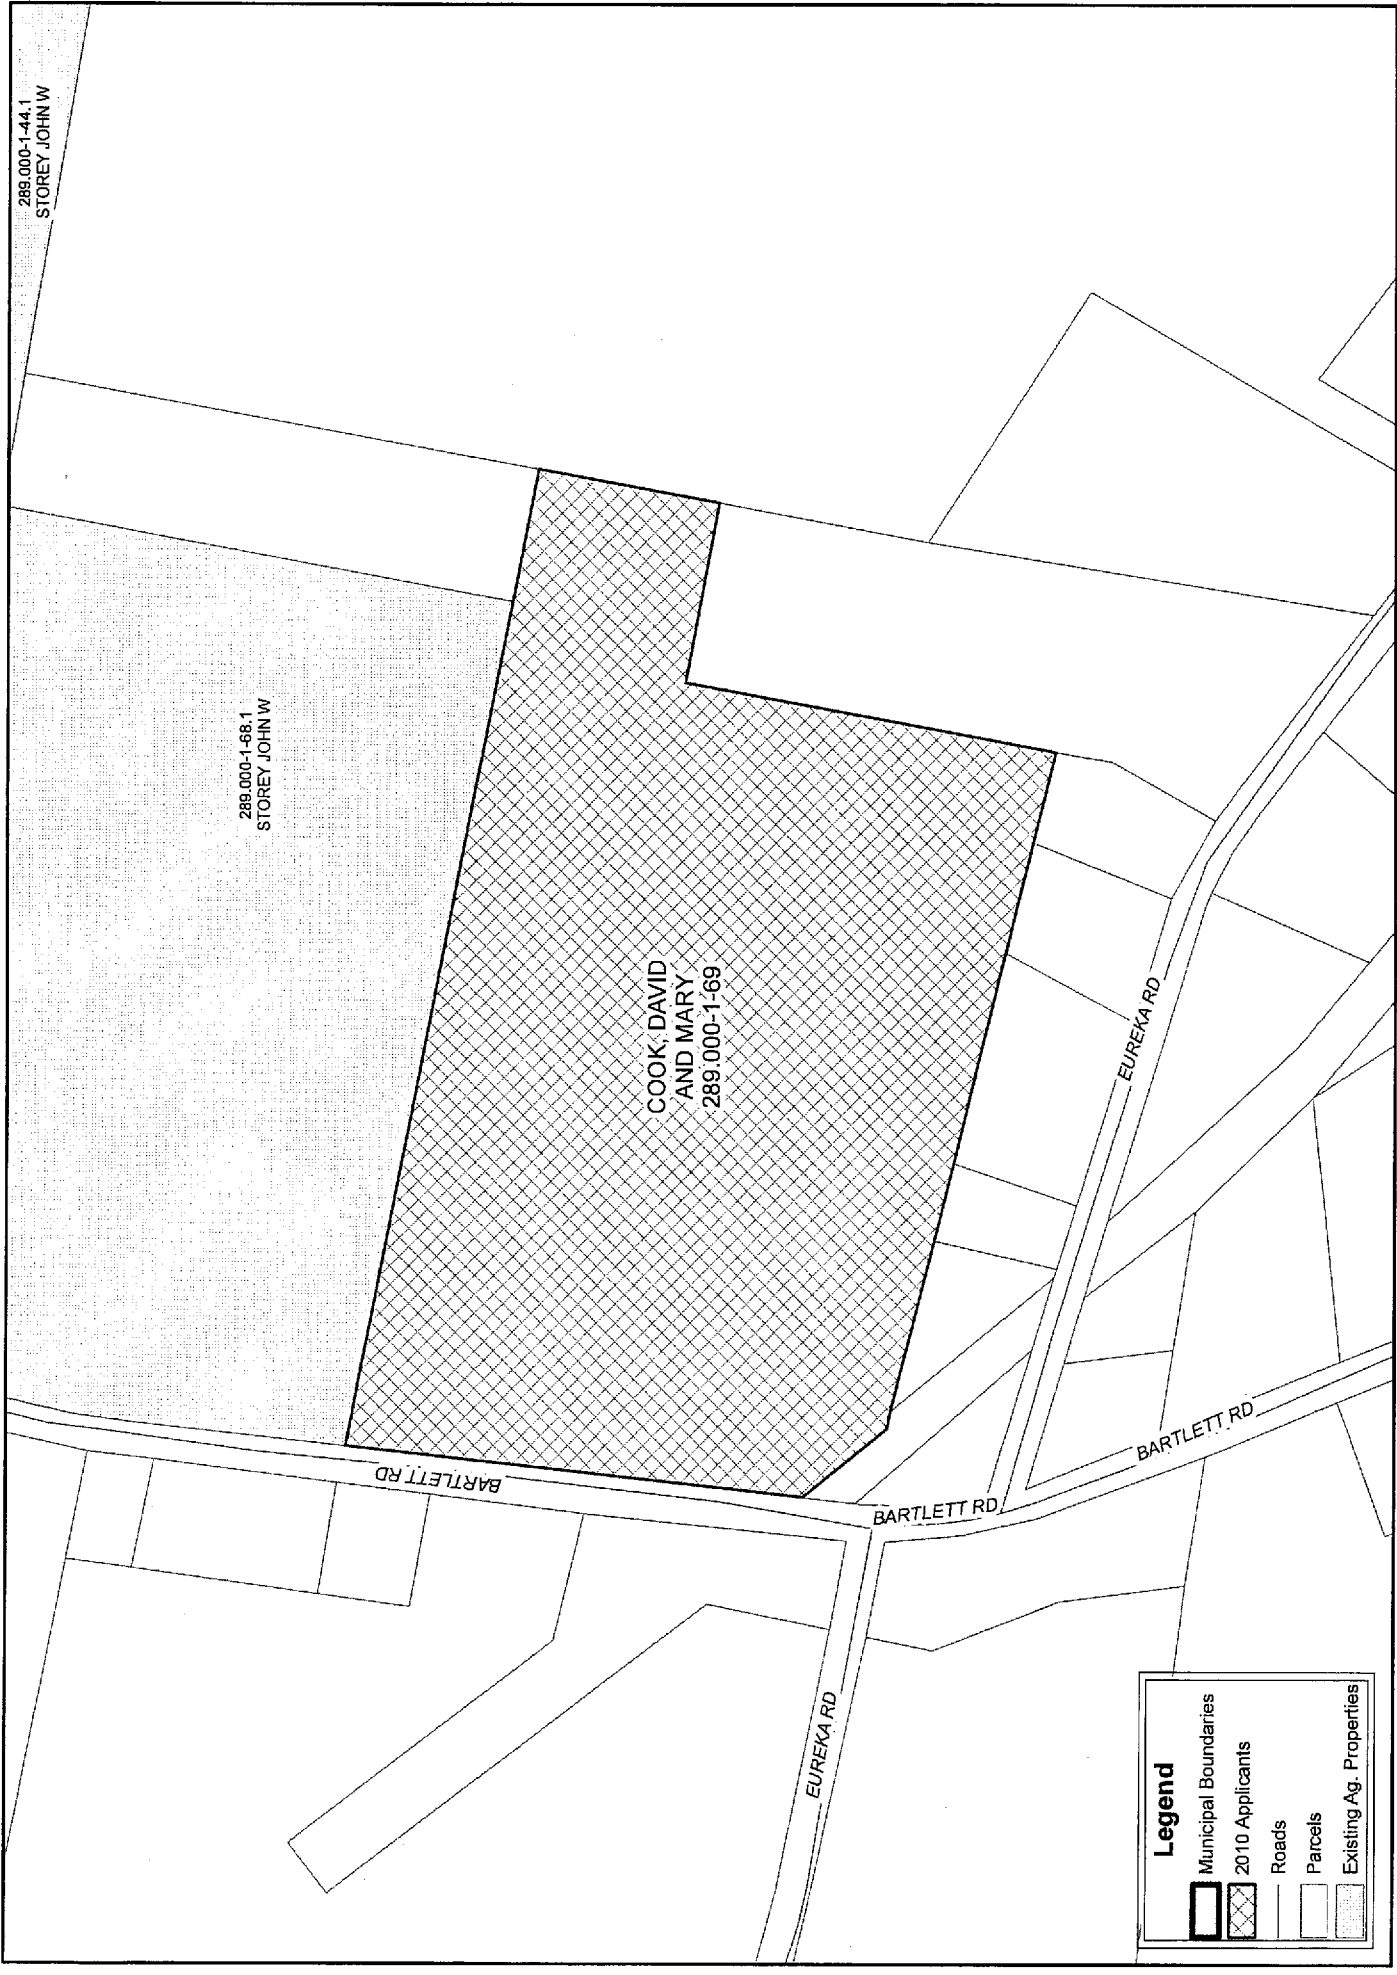 289.000-1-44.1
STOREY JOHN W
289.000-1-68.1
STOREY JOHN W
COOK, DAVID
AND MARY
289.000-1-69
BARTLETT RD
BARTLETT RD
BARTLETT RD
EUREKA RD
EUREKA RD
Legend
Municipal Boundaries
2010 Applicants
Roads
Parcels
Existing Ag. Properties